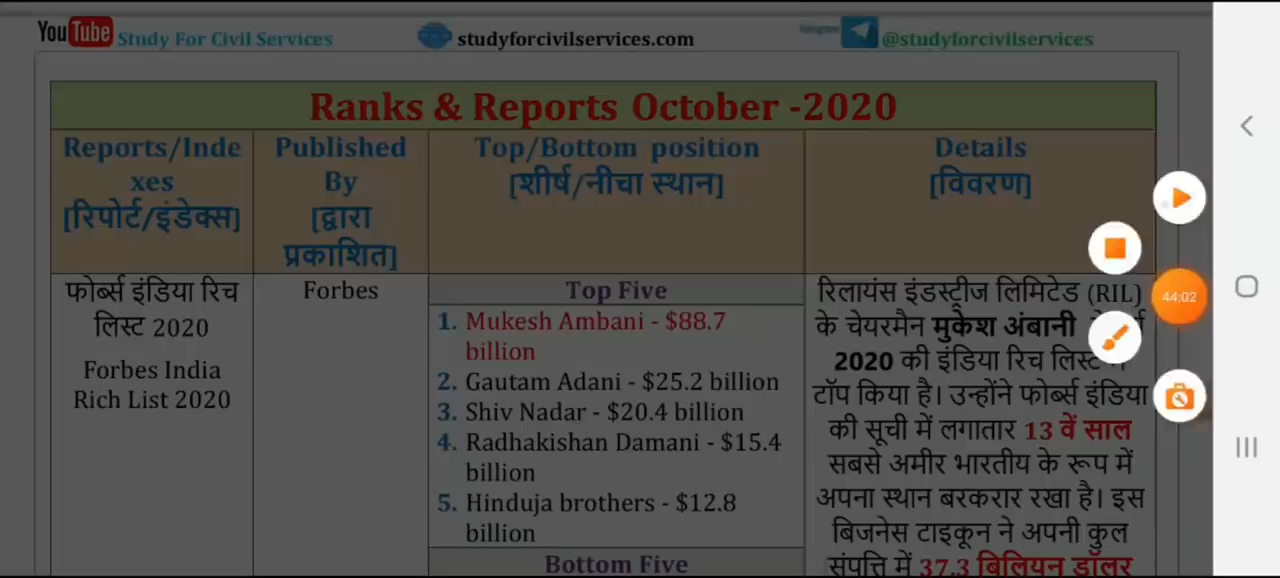 YouTube Study For Civil Services studyforcivilservices.com Telegram @studyforcivilservices
Ranks & Reports October -2020
Reports/Inde
xes
[रिपोर्ट/इंडेक्स]
Published
By
[द्वारा
प्रकाशित]
Top/Bottom position
[शीर्ष/नीचा स्थान]
Details
[विवरण]
फोर्ब्स इंडिया रिच
लिस्ट 2020
Forbes India
Rich List 2020
Forbes
Top Five
1. Mukesh Ambani - $88.7
billion
2. Gautam Adani - $25.2 billion
3. Shiv Nadar - $20.4 billion
4. Radhakishan Damani - $15.4
billion
5. Hinduja brothers - $12.8
billion
Bottom Five
रिलायंस इंडस्ट्रीज लिमिटेड (RIL)
के चेयरमैन मुकेश अंबानी
2020 की इंडिया रिच लिस्ट
टॉप किया है। उन्होंने फोर्ब्स इंडिया
की सूची में लगातार 13 वें साल
सबसे अमीर भारतीय के रूप में
अपना स्थान बरकरार रखा है। इस
बिजनेस टाइकून ने अपनी कुल
संपत्ति में 37.3 बिलियन डॉलर
44:02